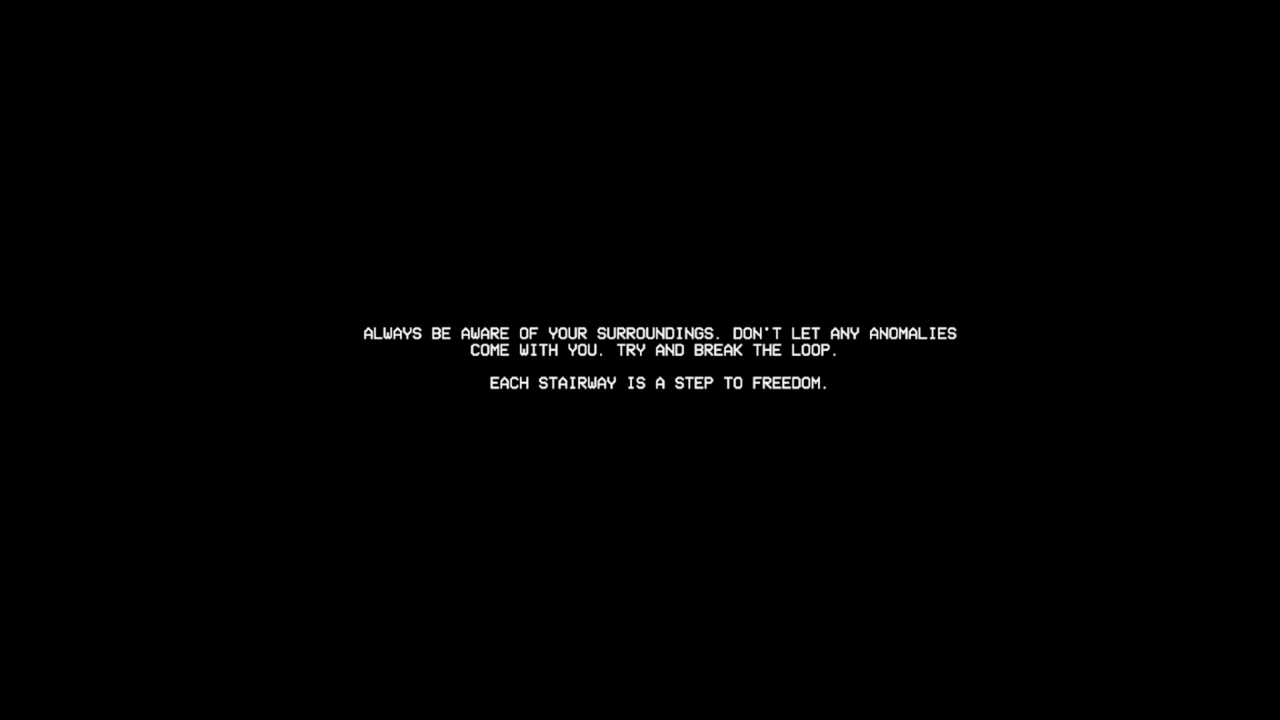 ALWAYS BE AWARE OF YOUR SURROUNDINGS. DON'T LET ANY ANOMALIES
COME WITH YOU. TRY AND BREAK THE LOOP.
EACH STAIRWAY IS A STEP TO FREEDOM.